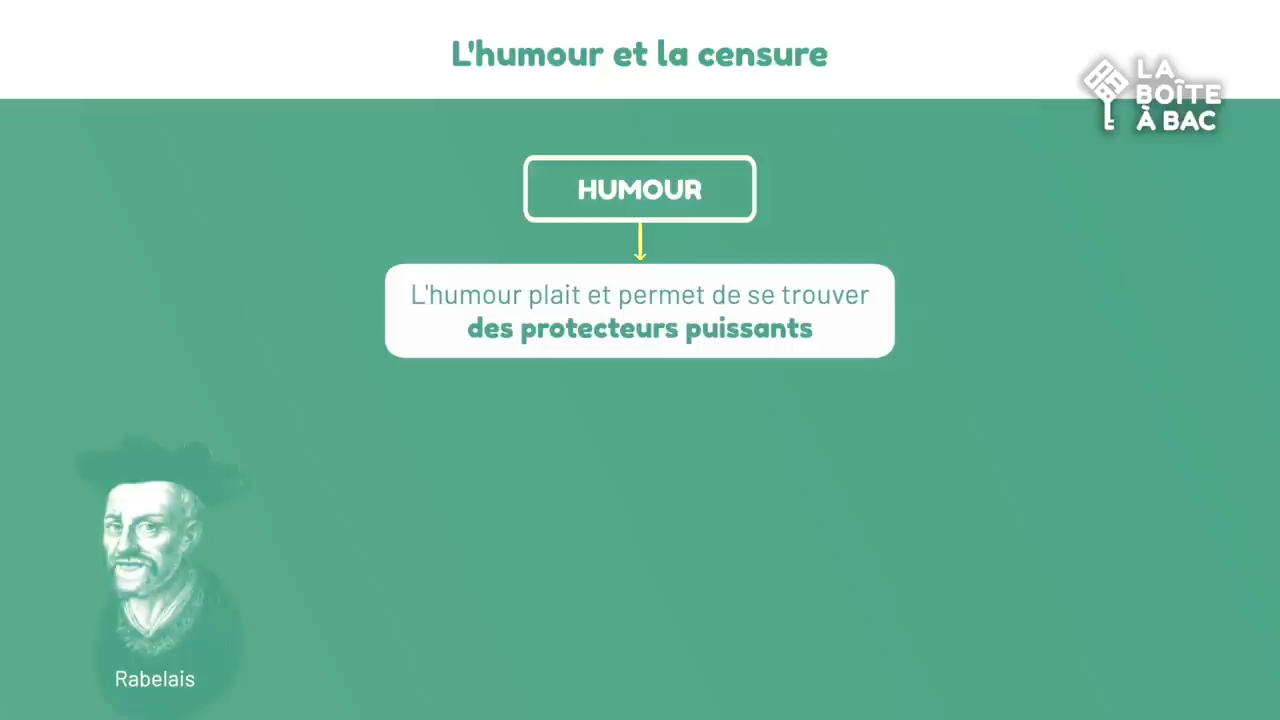 L'humour et la censure
LA
BOÎTE
À BAC
HUMOUR
L'humour plait et permet de se trouver
des protecteurs puissants
Rabelais